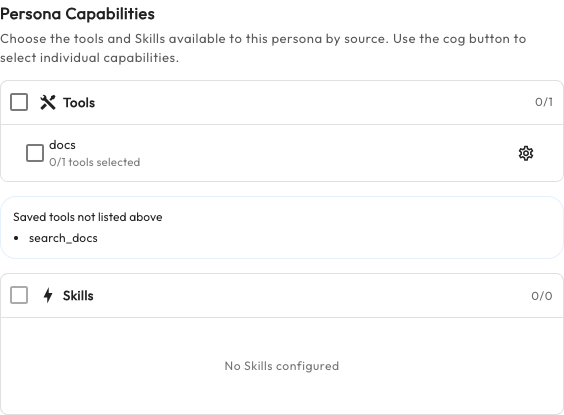 Persona Capabilities
Choose the tools and Skills available to this persona by source. Use the cog button to
select individual capabilities.
Tools
0/1
docs
0/1 tools selected
Saved tools not listed above
• search_docs
Skills
0/0
No Skills configured